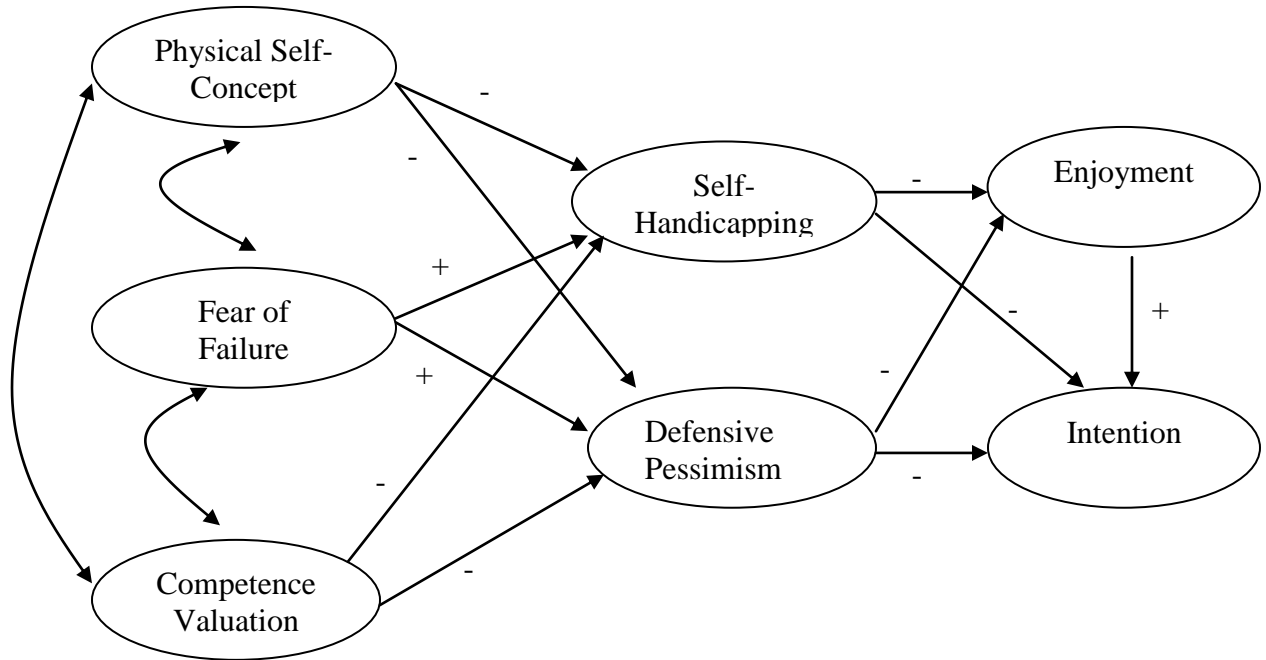 Physical Self-
Concept
-
-
Self-
Handicapping
-
Enjoyment
+
-
+
Fear of
Failure
+
-
Defensive
Pessimism
-
Intention
-
-
Competence
Valuation
-